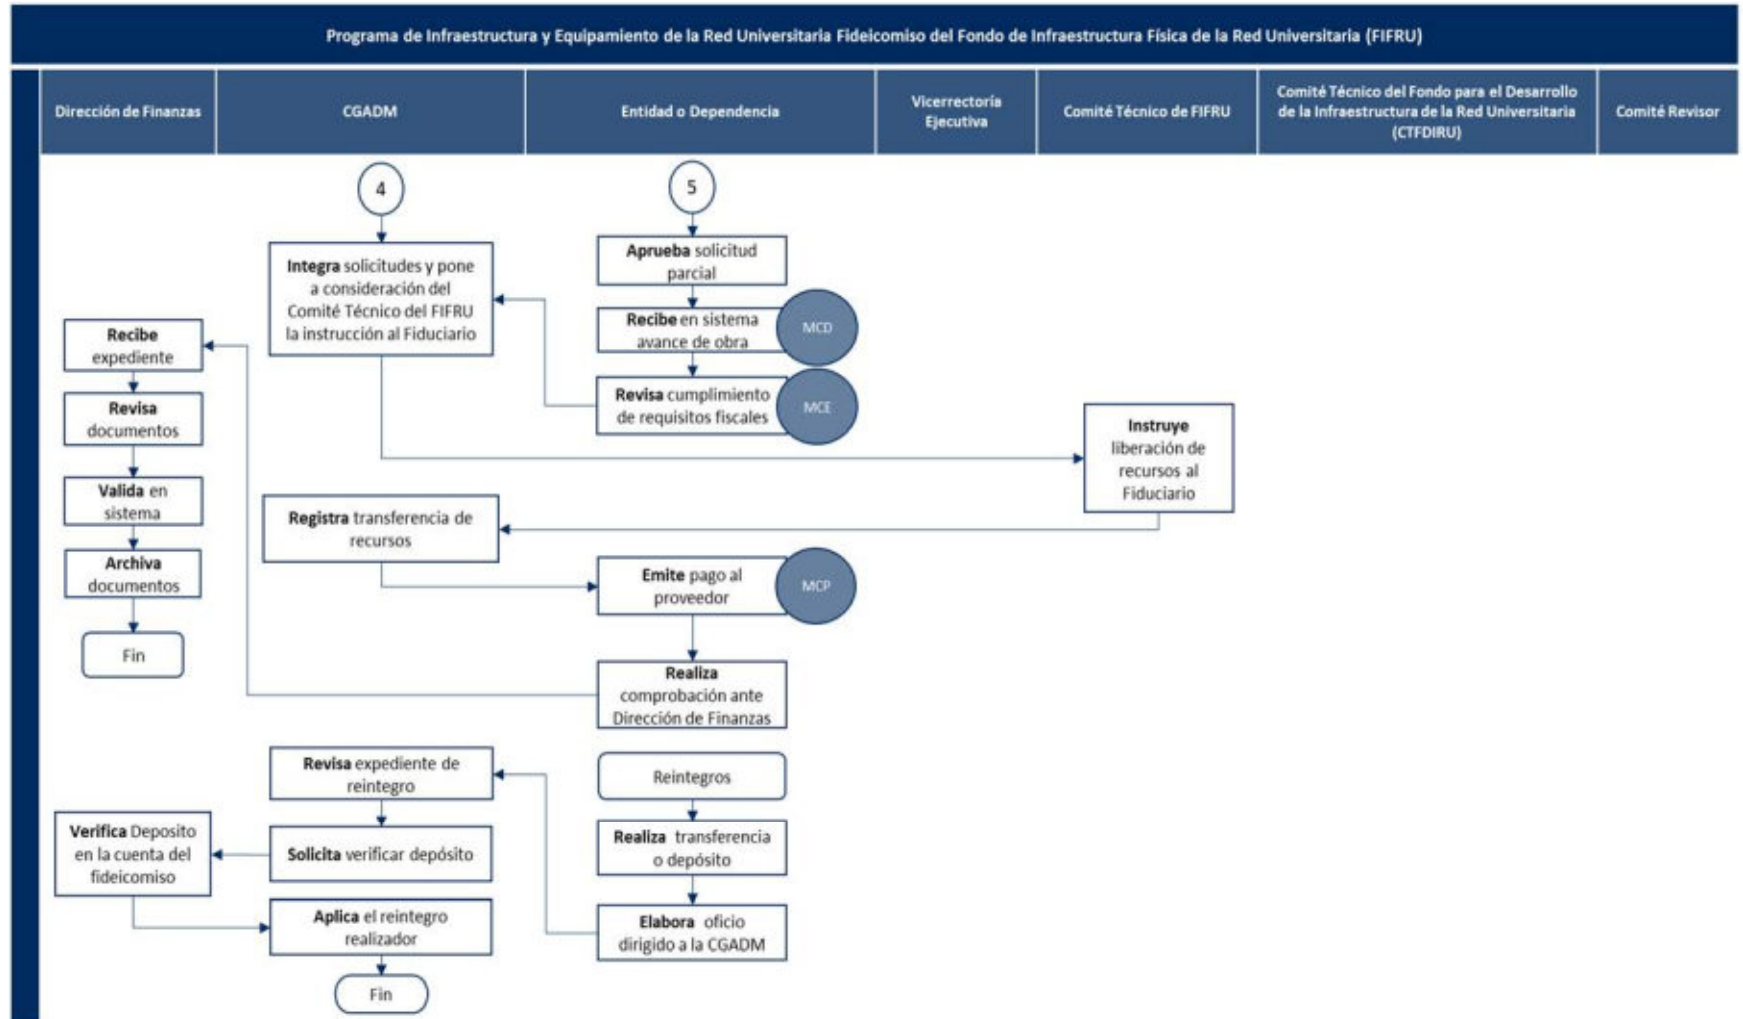 Programa de Infraestructura y Equipamiento de la Red Universitaria Fideicomiso del Fondo de Infraestructura Física de la Red Universitaria (FIFRU)
Dirección de Finanzas
CGADM
Entidad o Dependencia
Vicerrectoría
Ejecutiva
Comité Técnico de FIFRU
Comité Técnico del Fondo para el Desarrollo
de la Infraestructura de la Red Universitaria
(CTFDIRU)
Comité Revisor
4
5
Integra solicitudes y pone
a consideración del
Comité Técnico del FIFRU
la instrucción al Fiduciario
Aprueba solicitud
parcial
Recibe en sistema
avance de obra
MCD
Revisa cumplimiento
de requisitos fiscales
MCE
Recibe
expediente
Revisa
documentos
Valida en
sistema
Archiva
documentos
Fin
Instruye
liberación de
recursos al
Fiduciario
Registra transferencia de
recursos
Emite pago al
proveedor
MCP
Realiza
comprobación ante
Dirección de Finanzas
Reintegros
Realiza transferencia
o depósito
Elabora oficio
dirigido a la CGADM
Revisa expediente de
reintegro
Solicita verificar depósito
Verifica Deposito
en la cuenta del
fideicomiso
Aplica el reintegro
realizador
Fin